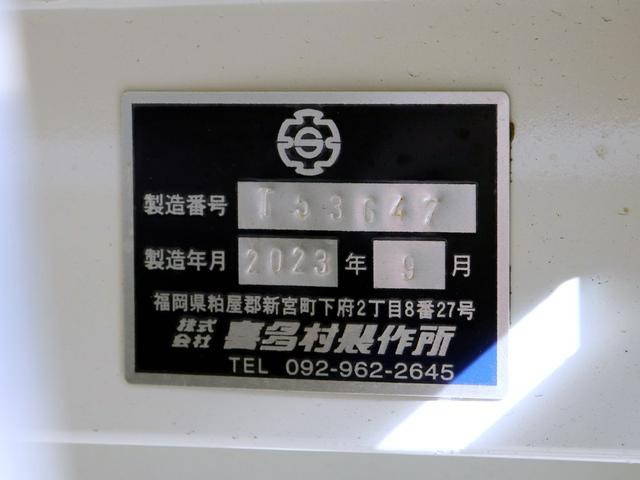 製造番号 T53647
製造年月 2023 年 9 月
福岡県粕屋郡新宮町下府2丁目8番27号
株式会社 喜多村製作所
TEL 092-962-2645